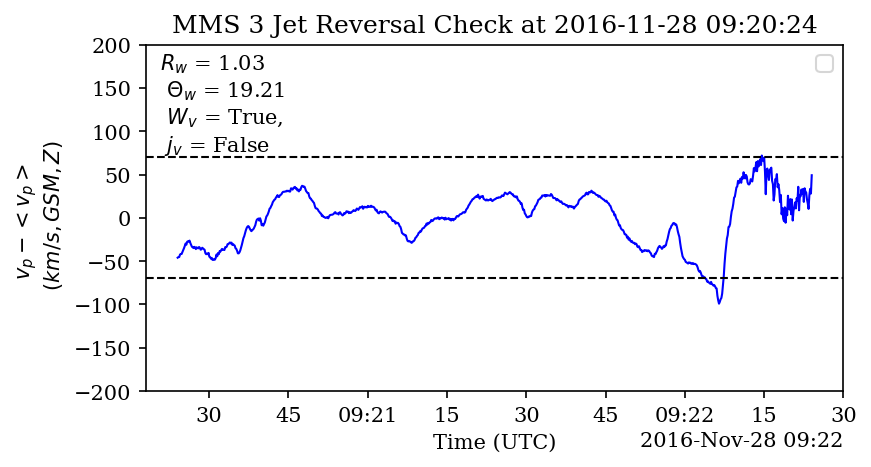 MMS 3 Jet Reversal Check at 2016-11-28 09:20:24
R_w = 1.03
Θ_w = 19.21
W_v = True,
j_v = False
200
150
100
50
0
−50
−100
−150
−200
v_p − < v_p >
(km/s, GSM, Z)
30 45 09:21 15 30 45 09:22 15 30
Time (UTC)
2016-Nov-28 09:22